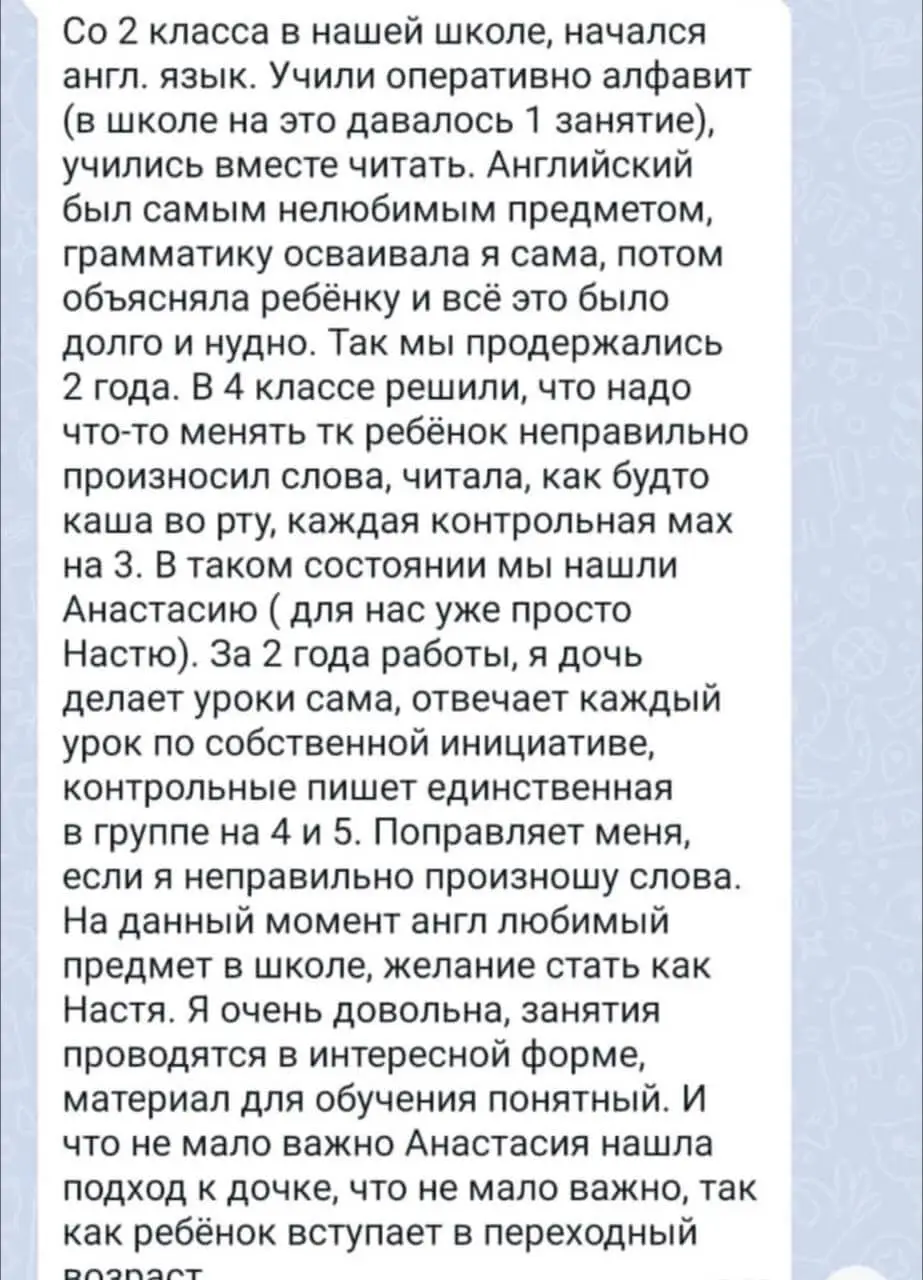 Со 2 класса в нашей школе, начался
англ. язык. Учили оперативно алфавит
(в школе на это давалось 1 занятие),
учились вместе читать. Английский
был самым нелюбимым предметом,
грамматику осваивала я сама, потом
объясняла ребёнку и всё это было
долго и нудно. Так мы продержались
2 года. В 4 классе решили, что надо
что-то менять тк ребёнок неправильно
произносил слова, читала, как будто
каша во рту, каждая контрольная мах
на 3. В таком состоянии мы нашли
Анастасию ( для нас уже просто
Настю). За 2 года работы, я дочь
делает уроки сама, отвечает каждый
урок по собственной инициативе,
контрольные пишет единственная
в группе на 4 и 5. Поправляет меня,
если я неправильно произношу слова.
На данный момент англ любимый
предмет в школе, желание стать как
Настя. Я очень довольна, занятия
проводятся в интересной форме,
материал для обучения понятный. И
что не мало важно Анастасия нашла
подход к дочке, что не мало важно, так
как ребёнок вступает в переходный
возраст